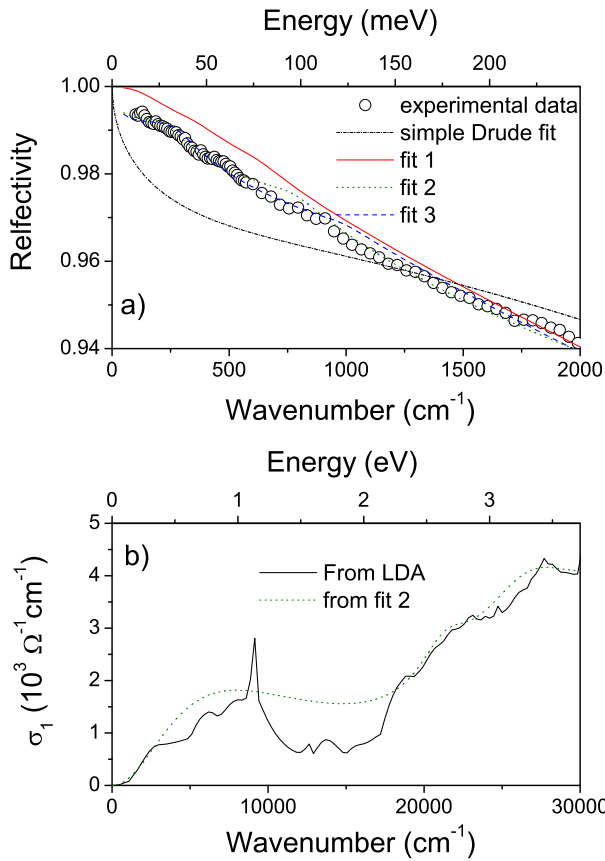 Energy (meV)
0 50 100 150 200
1.00
0.98
0.96
0.94
Relfectivity
experimental data
simple Drude fit
fit 1
fit 2
fit 3
a)
0 500 1000 1500 2000
Wavenumber (cm⁻¹)
Energy (eV)
0 1 2 3
5
4
3
2
1
0
σ₁ (10³ Ω⁻¹cm⁻¹)
b)
From LDA
from fit 2
0 10000 20000 30000
Wavenumber (cm⁻¹)